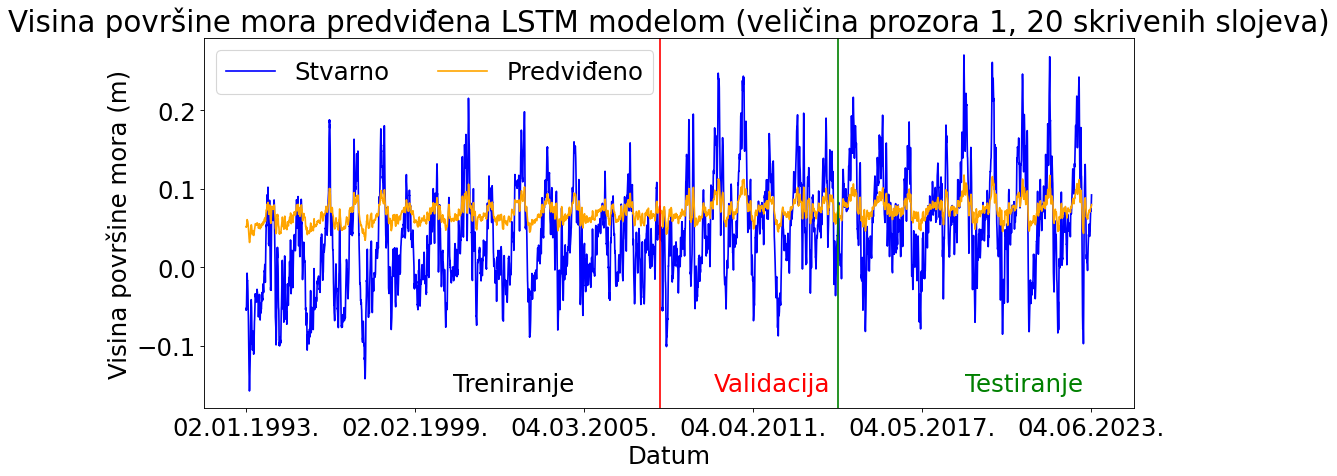 Visina površine mora predviđena LSTM modelom (veličina prozora 1, 20 skrivenih slojeva)
Stvarno
Predviđeno
Visina površine mora (m)
0.2
0.1
0.0
−0.1
Treniranje
Validacija
Testiranje
02.01.1993.
02.02.1999.
04.03.2005.
04.04.2011.
04.05.2017.
04.06.2023.
Datum